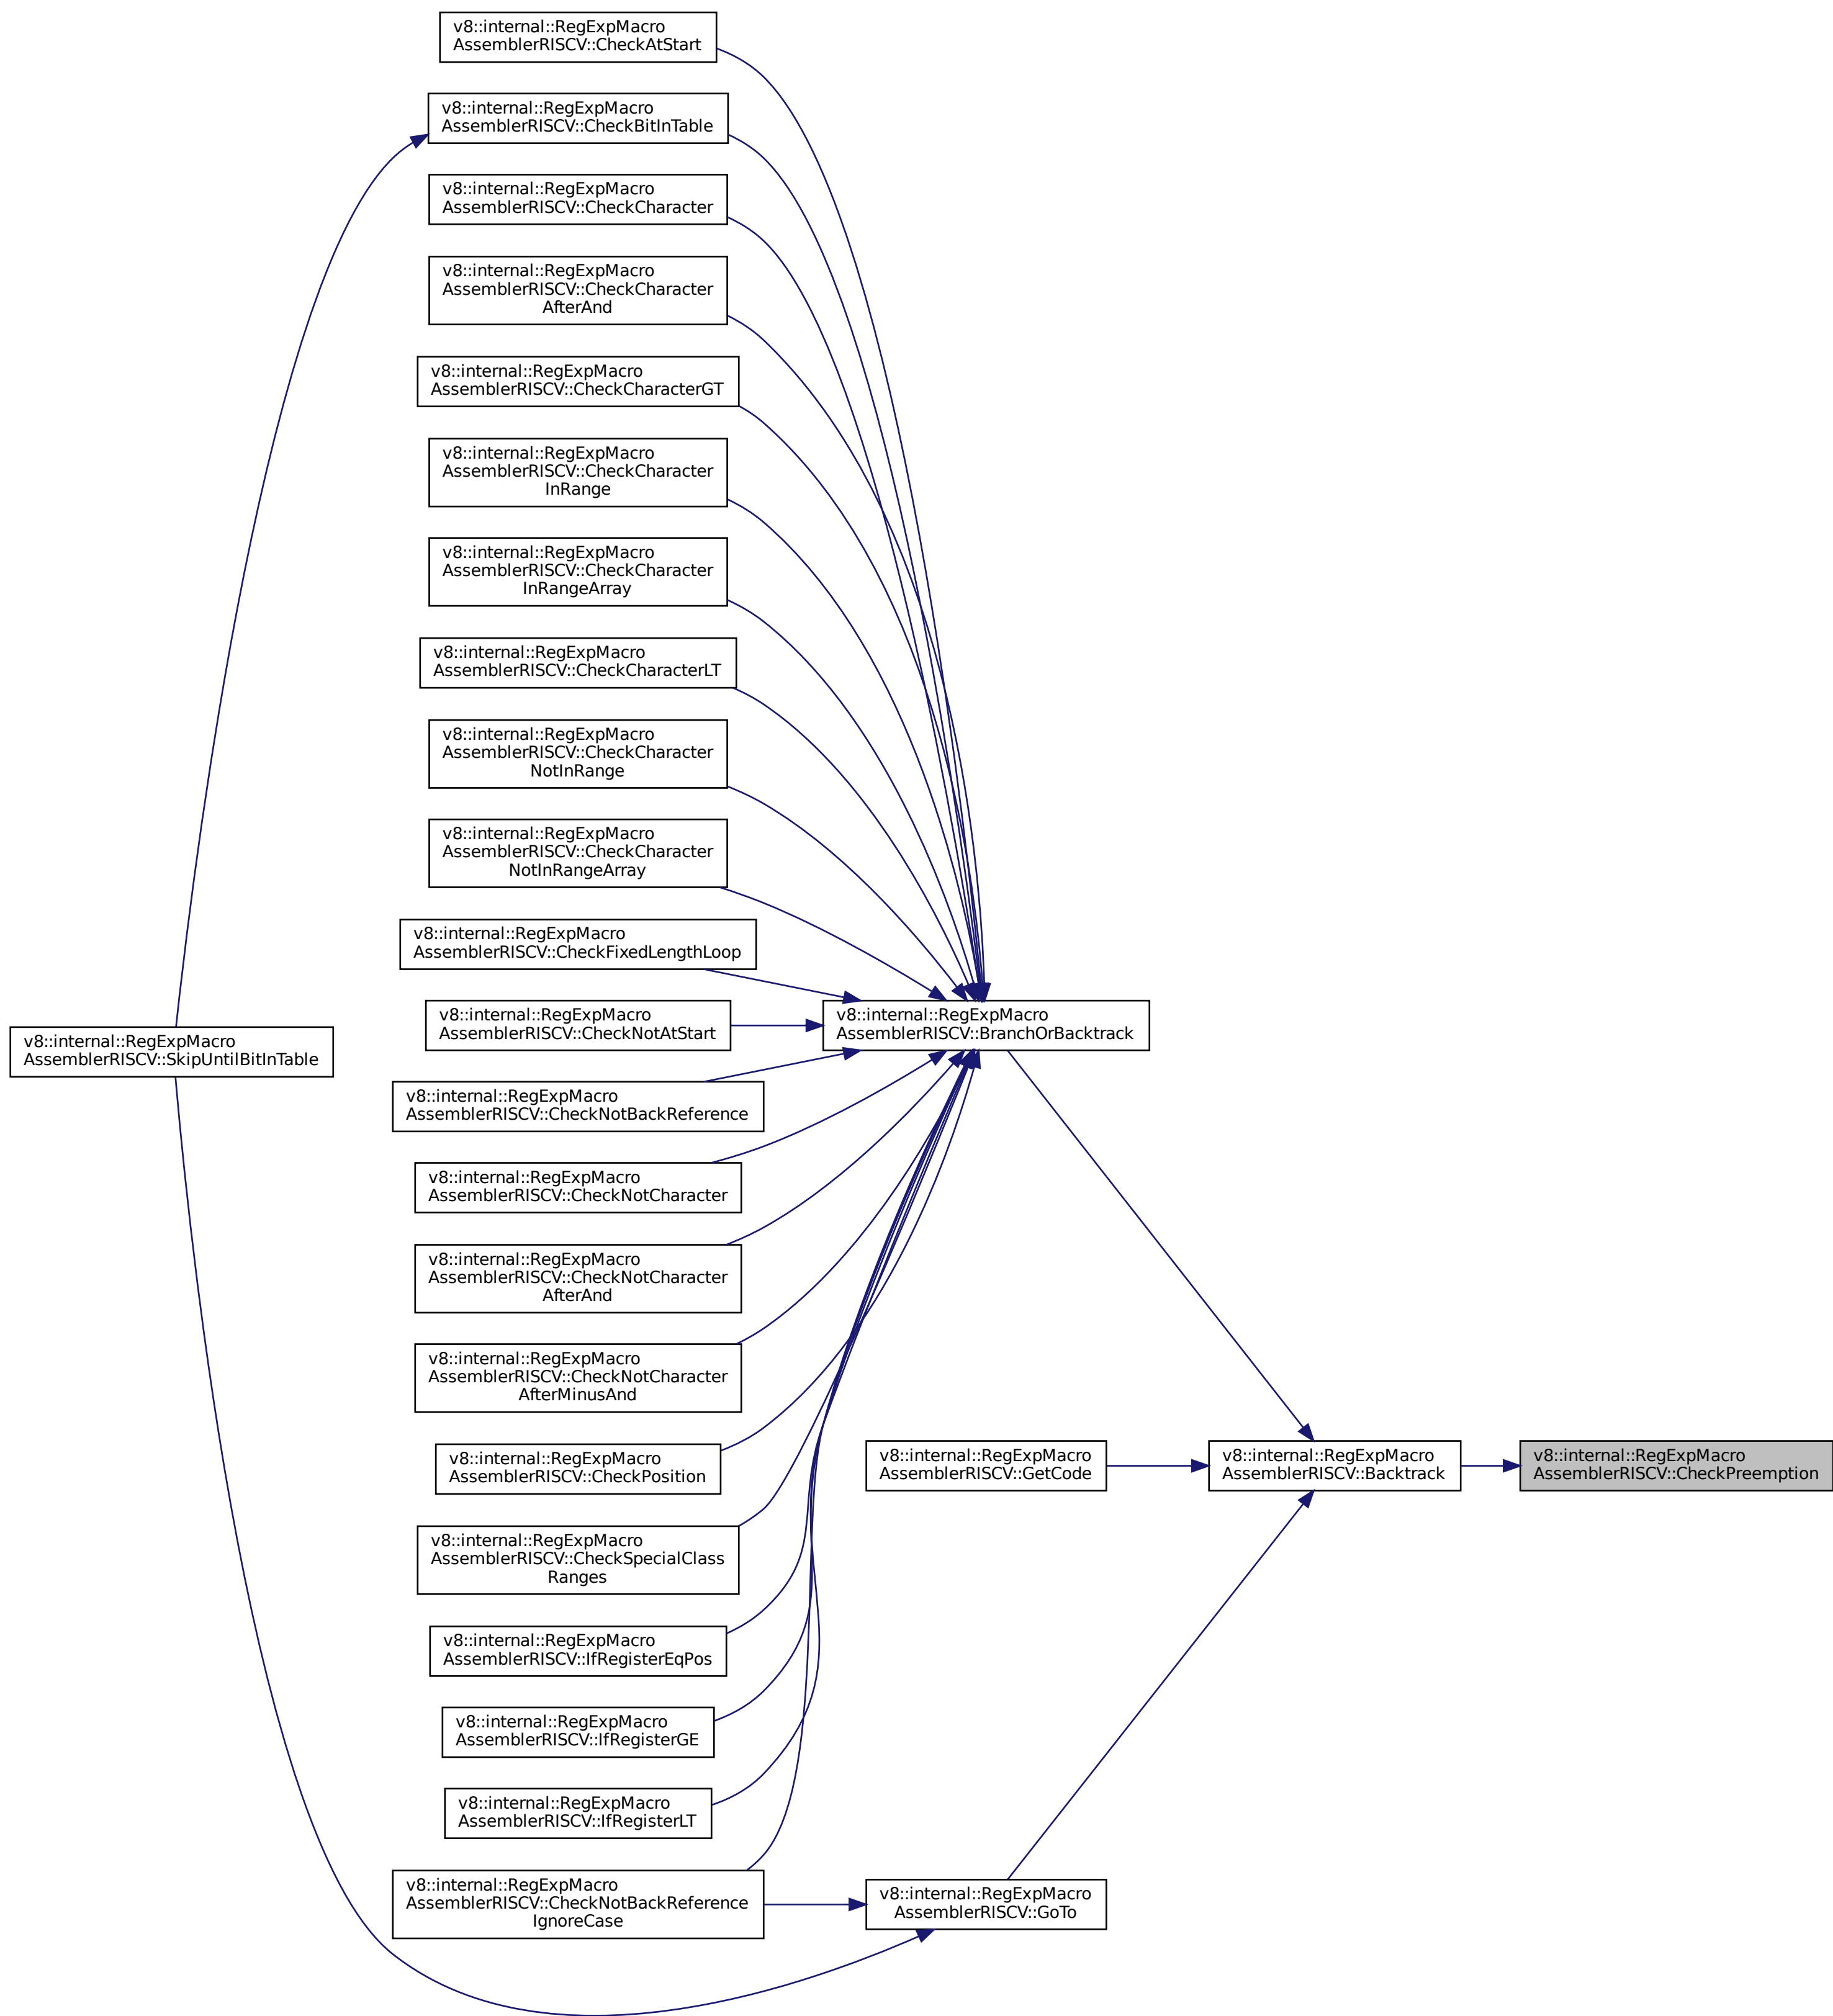 v8::internal::RegExpMacro
AssemblerRISCV::CheckAtStart
v8::internal::RegExpMacro
AssemblerRISCV::CheckBitInTable
v8::internal::RegExpMacro
AssemblerRISCV::CheckCharacter
v8::internal::RegExpMacro
AssemblerRISCV::CheckCharacter
AfterAnd
v8::internal::RegExpMacro
AssemblerRISCV::CheckCharacterGT
v8::internal::RegExpMacro
AssemblerRISCV::CheckCharacter
InRange
v8::internal::RegExpMacro
AssemblerRISCV::CheckCharacter
InRangeArray
v8::internal::RegExpMacro
AssemblerRISCV::CheckCharacterLT
v8::internal::RegExpMacro
AssemblerRISCV::CheckCharacter
NotInRange
v8::internal::RegExpMacro
AssemblerRISCV::CheckCharacter
NotInRangeArray
v8::internal::RegExpMacro
AssemblerRISCV::CheckFixedLengthLoop
v8::internal::RegExpMacro
AssemblerRISCV::CheckNotAtStart
v8::internal::RegExpMacro
AssemblerRISCV::BranchOrBacktrack
v8::internal::RegExpMacro
AssemblerRISCV::SkipUntilBitInTable
v8::internal::RegExpMacro
AssemblerRISCV::CheckNotBackReference
v8::internal::RegExpMacro
AssemblerRISCV::CheckNotCharacter
v8::internal::RegExpMacro
AssemblerRISCV::CheckNotCharacter
AfterAnd
v8::internal::RegExpMacro
AssemblerRISCV::CheckNotCharacter
AfterMinusAnd
v8::internal::RegExpMacro
AssemblerRISCV::CheckPosition
v8::internal::RegExpMacro
AssemblerRISCV::GetCode
v8::internal::RegExpMacro
AssemblerRISCV::Backtrack
v8::internal::RegExpMacro
AssemblerRISCV::CheckPreemption
v8::internal::RegExpMacro
AssemblerRISCV::CheckSpecialClass
Ranges
v8::internal::RegExpMacro
AssemblerRISCV::IfRegisterEqPos
v8::internal::RegExpMacro
AssemblerRISCV::IfRegisterGE
v8::internal::RegExpMacro
AssemblerRISCV::IfRegisterLT
v8::internal::RegExpMacro
AssemblerRISCV::CheckNotBackReference
IgnoreCase
v8::internal::RegExpMacro
AssemblerRISCV::GoTo